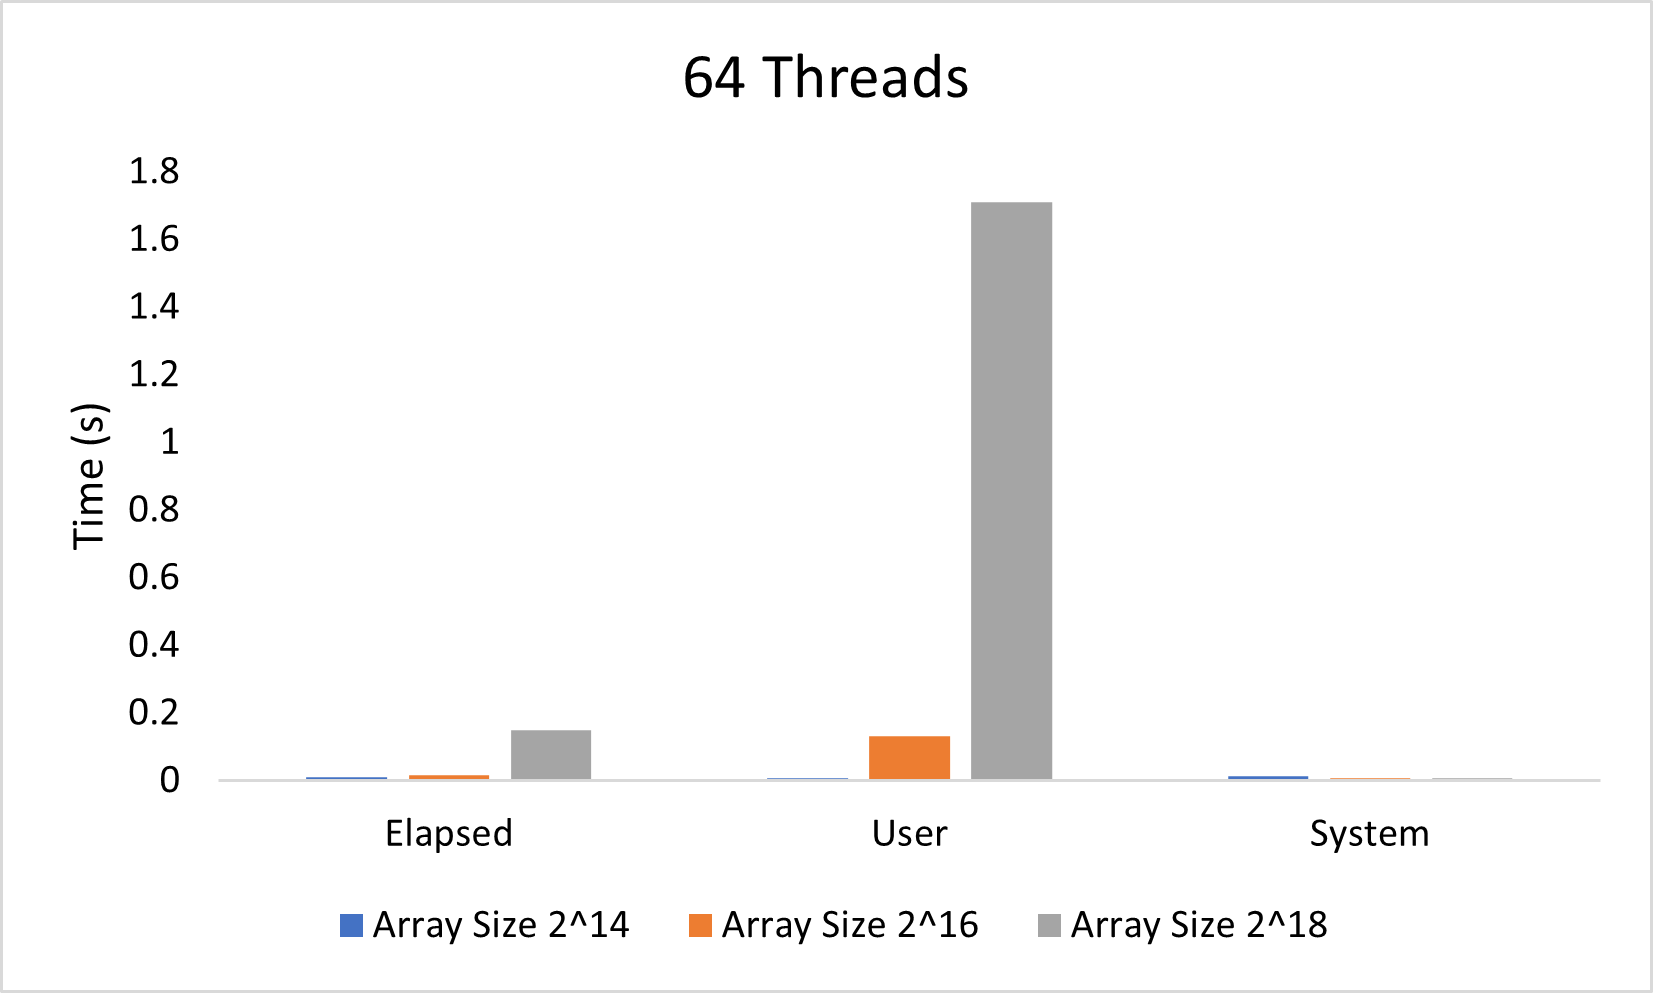 64 Threads
1.8
1.6
1.4
1.2
1
0.8
0.6
0.4
0.2
0
Time (s)
Elapsed User System
Array Size 2^14 Array Size 2^16 Array Size 2^18